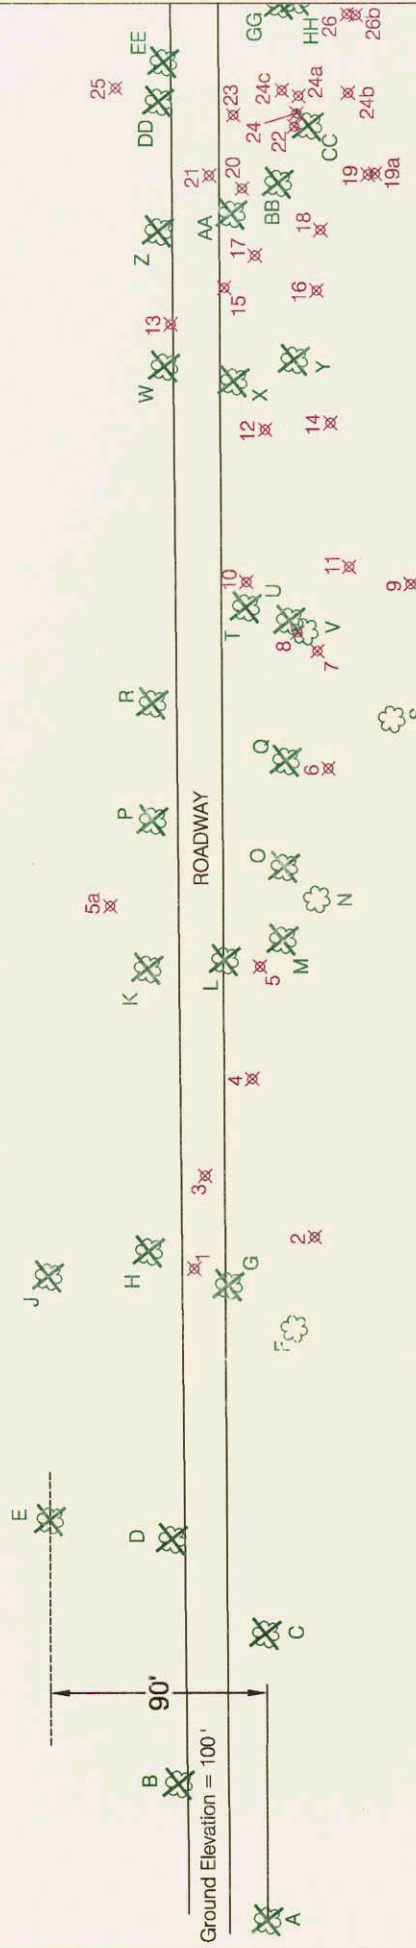 EE
DD
25
GG
HH
26
26b
24c
24a
24b
24
22
23
CC
21
20
19
19a
BB
AA
Z
18
17
15
16
13
W
X
Y
12
14
10
11
9
T
U
8
V
7
R
Q
6
S
ROADWAY
P
O
N
5a
K
L
M
5
4
3
2
1
H
J
G
F
E
D
C
90'
B
Ground Elevation = 100'
A